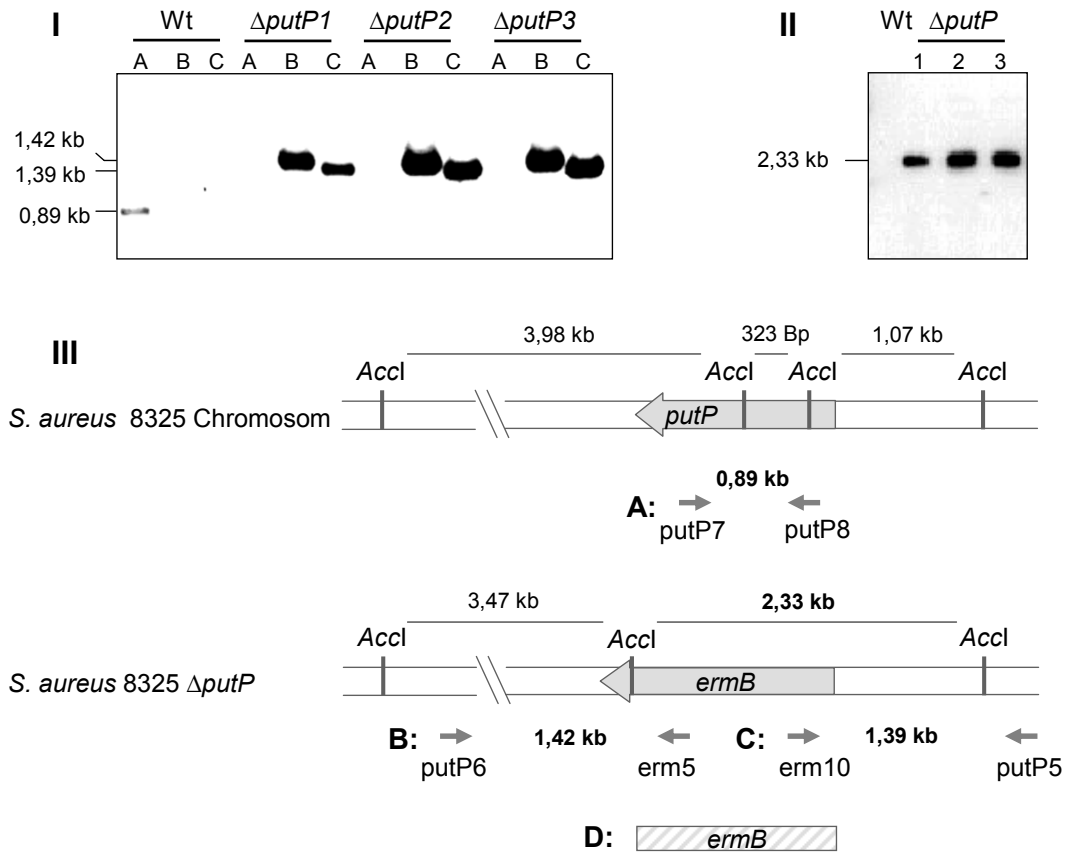 I
Wt ΔputP1 ΔputP2 ΔputP3
A B C A B C A B C A B C
1,42 kb
1,39 kb
0,89 kb
II
Wt ΔputP
1 2 3
2,33 kb
III
3,98 kb 323 Bp 1,07 kb
AccI AccI AccI AccI
S. aureus 8325 Chromosom
putP
0,89 kb
A:
putP7 putP8
3,47 kb 2,33 kb
AccI AccI AccI
S. aureus 8325 ΔputP
ermB
B: 1,42 kb C: 1,39 kb
putP6 erm5 erm10 putP5
D: ermB